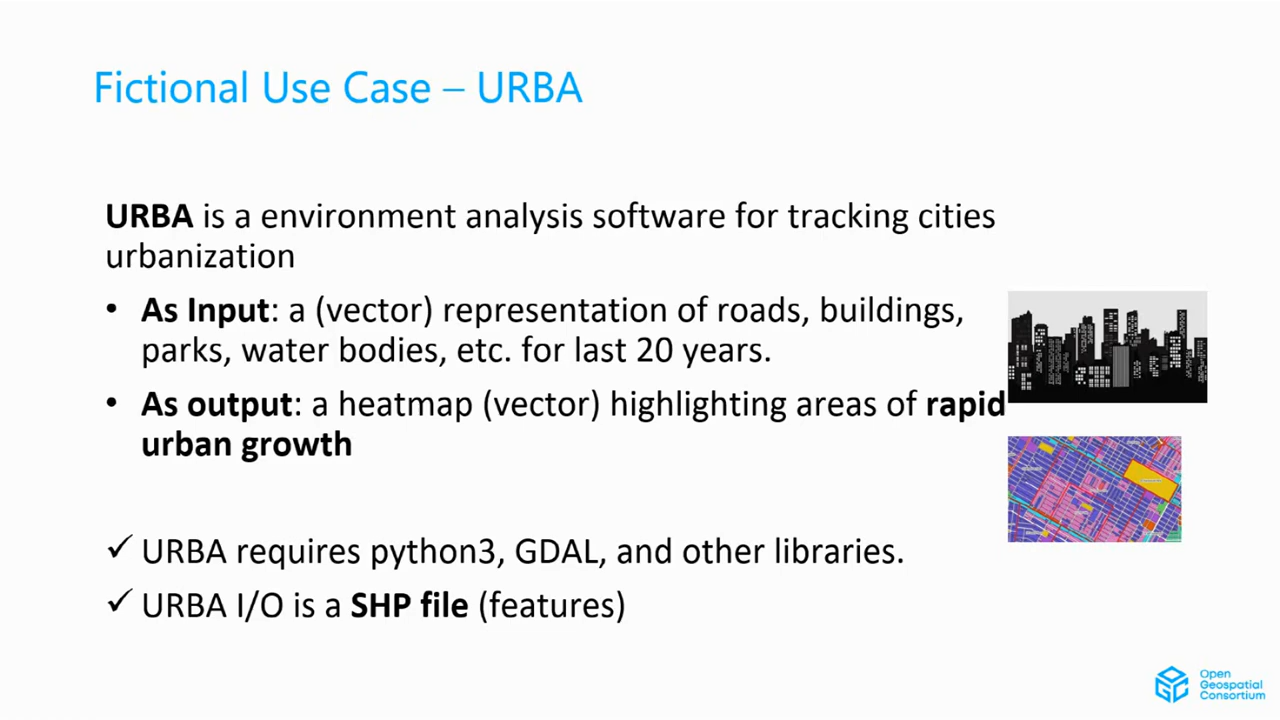 Fictional Use Case – URBA
URBA is a environment analysis software for tracking cities
urbanization
• As Input: a (vector) representation of roads, buildings,
parks, water bodies, etc. for last 20 years.
• As output: a heatmap (vector) highlighting areas of rapid
urban growth
✓ URBA requires python3, GDAL, and other libraries.
✓ URBA I/O is a SHP file (features)
Open
Geospatial
Consortium